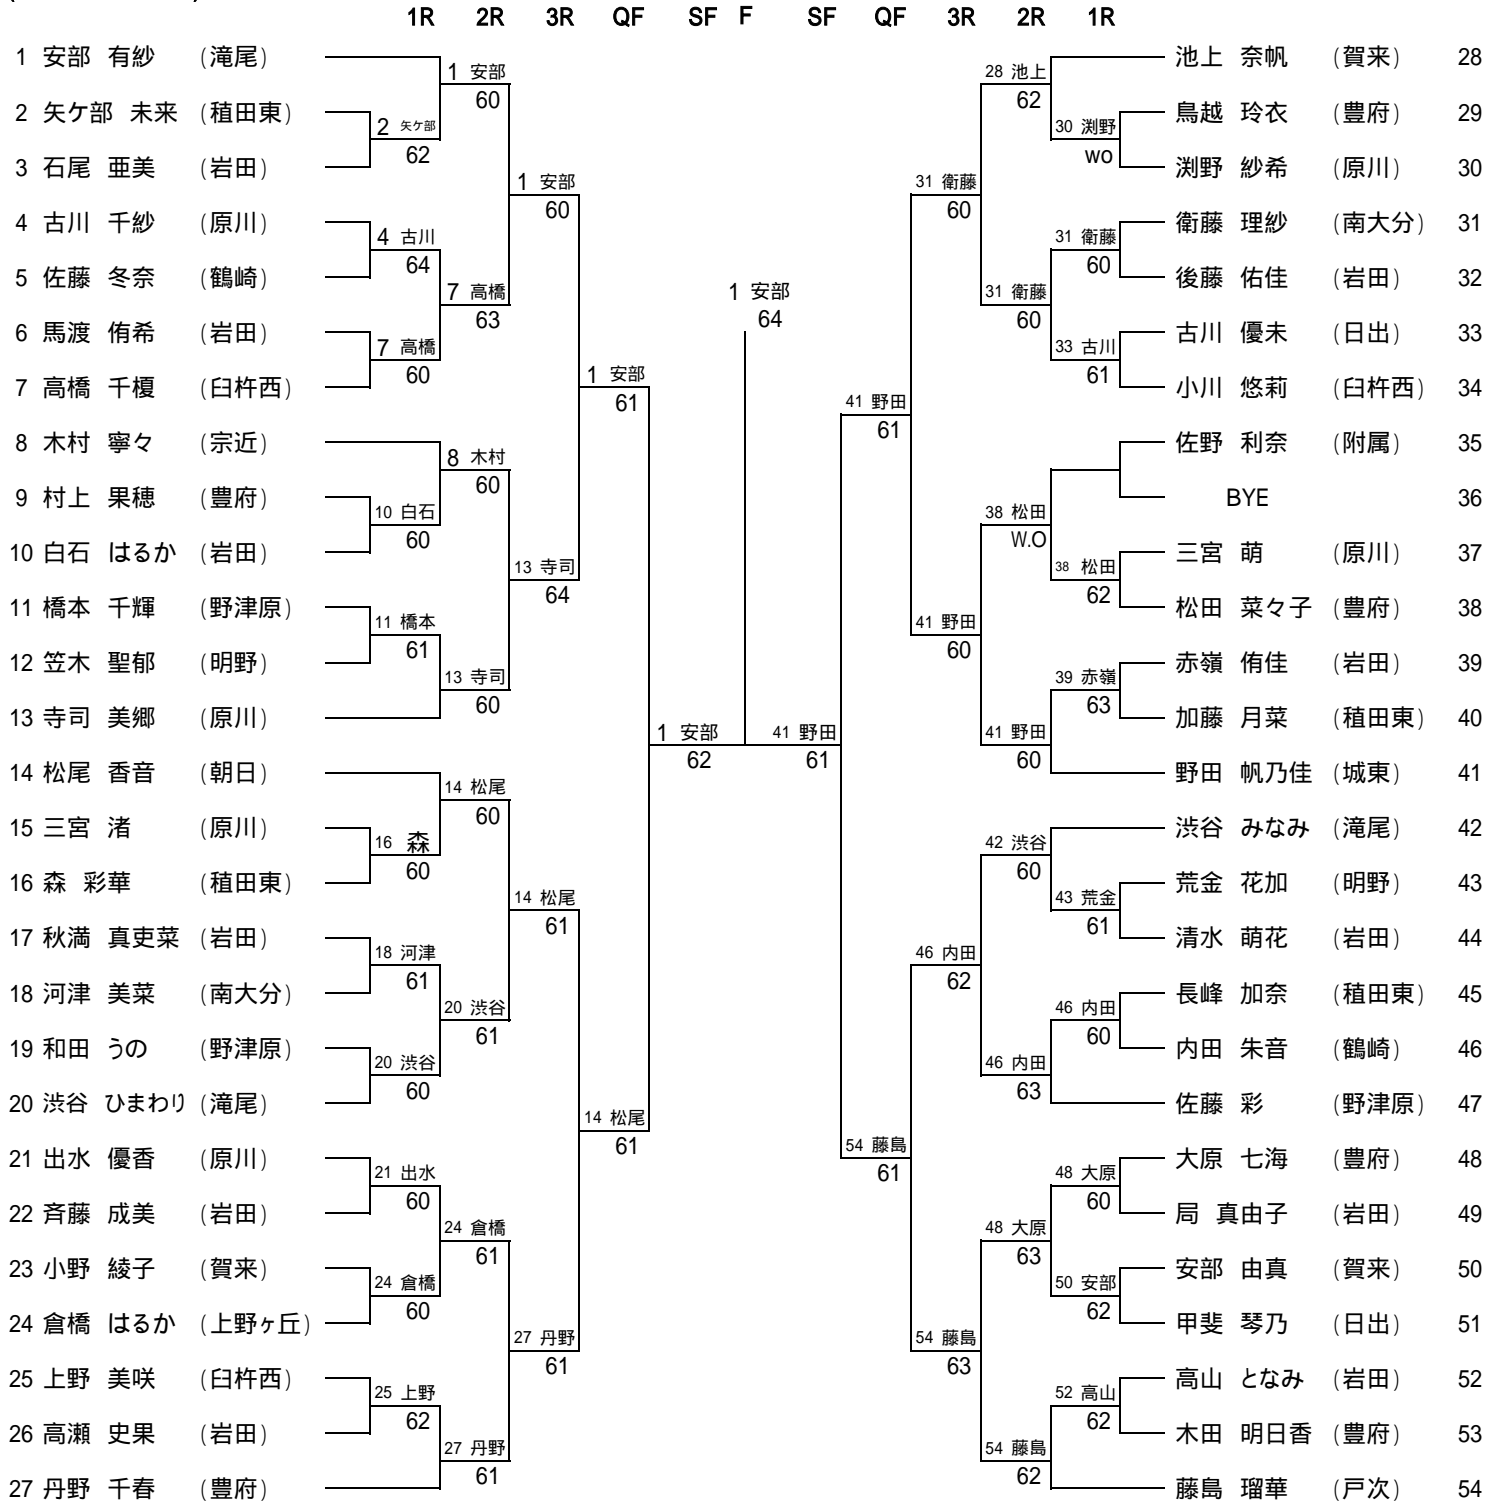 1R 2R 3R QF SF F SF QF 3R 2R 1R
1 安部 有紗 (滝尾)
2 矢ケ部 未来 (稙田東)
3 石尾 亜美 (岩田)
4 古川 千紗 (原川)
5 佐藤 冬奈 (鶴崎)
6 馬渡 侑希 (岩田)
7 高橋 千榎 (臼杵西)
8 木村 寧々 (宗近)
9 村上 果穂 (豊府)
10 白石 はるか (岩田)
11 橋本 千輝 (野津原)
12 笠木 聖郁 (明野)
13 寺司 美郷 (原川)
14 松尾 香音 (朝日)
15 三宮 渚 (原川)
16 森 彩華 (稙田東)
17 秋満 真吏菜 (岩田)
18 河津 美菜 (南大分)
19 和田 うの (野津原)
20 渋谷 ひまわり (滝尾)
21 出水 優香 (原川)
22 斉藤 成美 (岩田)
23 小野 綾子 (賀来)
24 倉橋 はるか (上野ヶ丘)
25 上野 美咲 (臼杵西)
26 高瀬 史果 (岩田)
27 丹野 千春 (豊府)
2 矢ケ部
62
4 古川
64
7 高橋
60
10 白石
60
11 橋本
61
16 森
60
18 河津
61
20 渋谷
60
21 出水
60
24 倉橋
60
25 上野
62
1 安部
60
7 高橋
63
8 木村
60
13 寺司
60
14 松尾
60
20 渋谷
61
24 倉橋
61
27 丹野
61
1 安部
60
13 寺司
64
14 松尾
61
27 丹野
61
1 安部
61
14 松尾
61
1 安部
62
1 安部
64
41 野田
61
41 野田
61
54 藤島
61
31 衛藤
60
41 野田
60
46 内田
62
54 藤島
63
28 池上
62
31 衛藤
60
38 松田
W.O
41 野田
60
42 渋谷
60
46 内田
63
48 大原
63
54 藤島
62
30 渕野
wo
31 衛藤
60
33 古川
61
38 松田
62
39 赤嶺
63
43 荒金
61
46 内田
60
48 大原
60
50 安部
62
52 高山
62
池上 奈帆 (賀来) 28
鳥越 玲衣 (豊府) 29
渕野 紗希 (原川) 30
衛藤 理紗 (南大分) 31
後藤 佑佳 (岩田) 32
古川 優未 (日出) 33
小川 悠莉 (臼杵西) 34
佐野 利奈 (附属) 35
BYE 36
三宮 萌 (原川) 37
松田 菜々子 (豊府) 38
赤嶺 侑佳 (岩田) 39
加藤 月菜 (稙田東) 40
野田 帆乃佳 (城東) 41
渋谷 みなみ (滝尾) 42
荒金 花加 (明野) 43
清水 萌花 (岩田) 44
長峰 加奈 (稙田東) 45
内田 朱音 (鶴崎) 46
佐藤 彩 (野津原) 47
大原 七海 (豊府) 48
局 真由子 (岩田) 49
安部 由真 (賀来) 50
甲斐 琴乃 (日出) 51
高山 となみ (岩田) 52
木田 明日香 (豊府) 53
藤島 瑠華 (戸次) 54